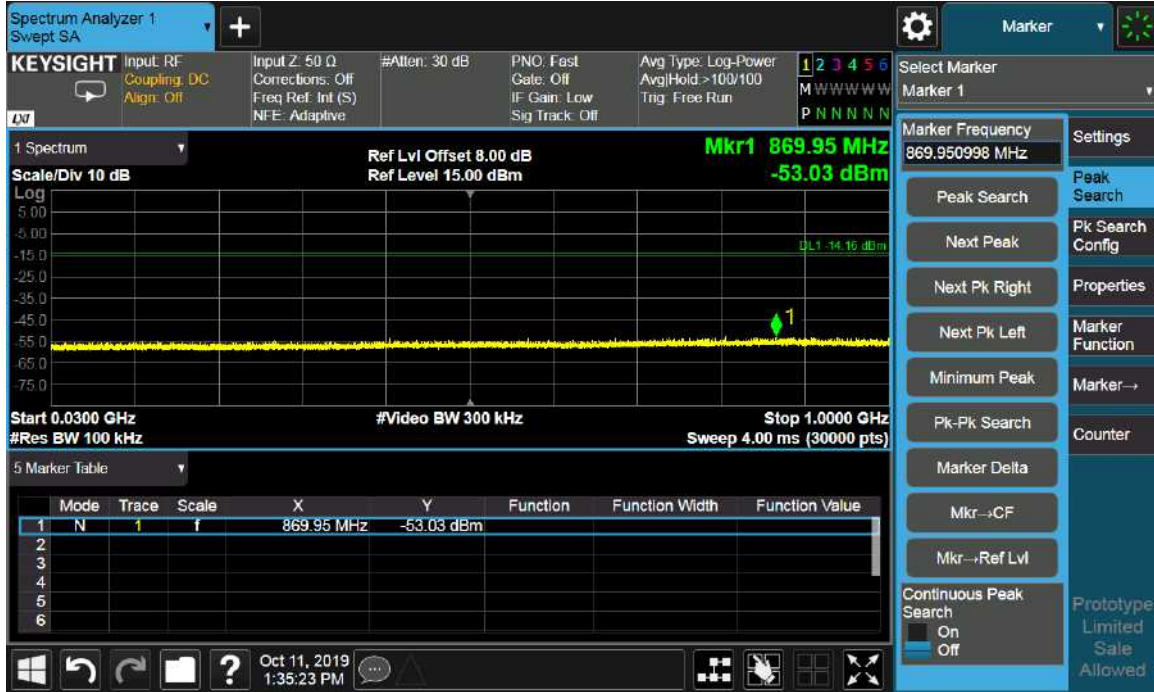 Spectrum Analyzer 1
Swept SA
+
Marker
KEYSIGHT
Input: RF
Coupling: DC
Align: Off
Input Z: 50 Ω
Corrections: Off
Freq Ref: Int (S)
NFE: Adaptive
#Atten: 30 dB
PNO: Fast
Gate: Off
IF Gain: Low
Sig Track: Off
Avg Type: Log-Power
Avg|Hold:>100/100
Trig: Free Run
1 2 3 4 5 6
M W W W W W
P N N N N N
LXI
Select Marker
Marker 1
1 Spectrum
Scale/Div 10 dB
Ref Lvl Offset 8.00 dB
Ref Level 15.00 dBm
Mkr1 869.95 MHz
-53.03 dBm
Log
5.00
-5.00
-15.0
-25.0
-35.0
-45.0
-55.0
-65.0
-75.0
DL1 -14.16 dBm
1
Start 0.0300 GHz
#Res BW 100 kHz
#Video BW 300 kHz
Stop 1.0000 GHz
Sweep 4.00 ms (30000 pts)
5 Marker Table
Mode Trace Scale X Y Function Function Width Function Value
1 N 1 f 869.95 MHz -53.03 dBm
2
3
4
5
6
Marker Frequency
869.950998 MHz
Peak Search
Next Peak
Next Pk Right
Next Pk Left
Minimum Peak
Pk-Pk Search
Marker Delta
Mkr→CF
Mkr→Ref Lvl
Continuous Peak
Search
On
Off
Settings
Peak
Search
Pk Search
Config
Properties
Marker
Function
Marker→
Counter
Prototype
Limited
Sale
Allowed
?
Oct 11, 2019
1:35:23 PM